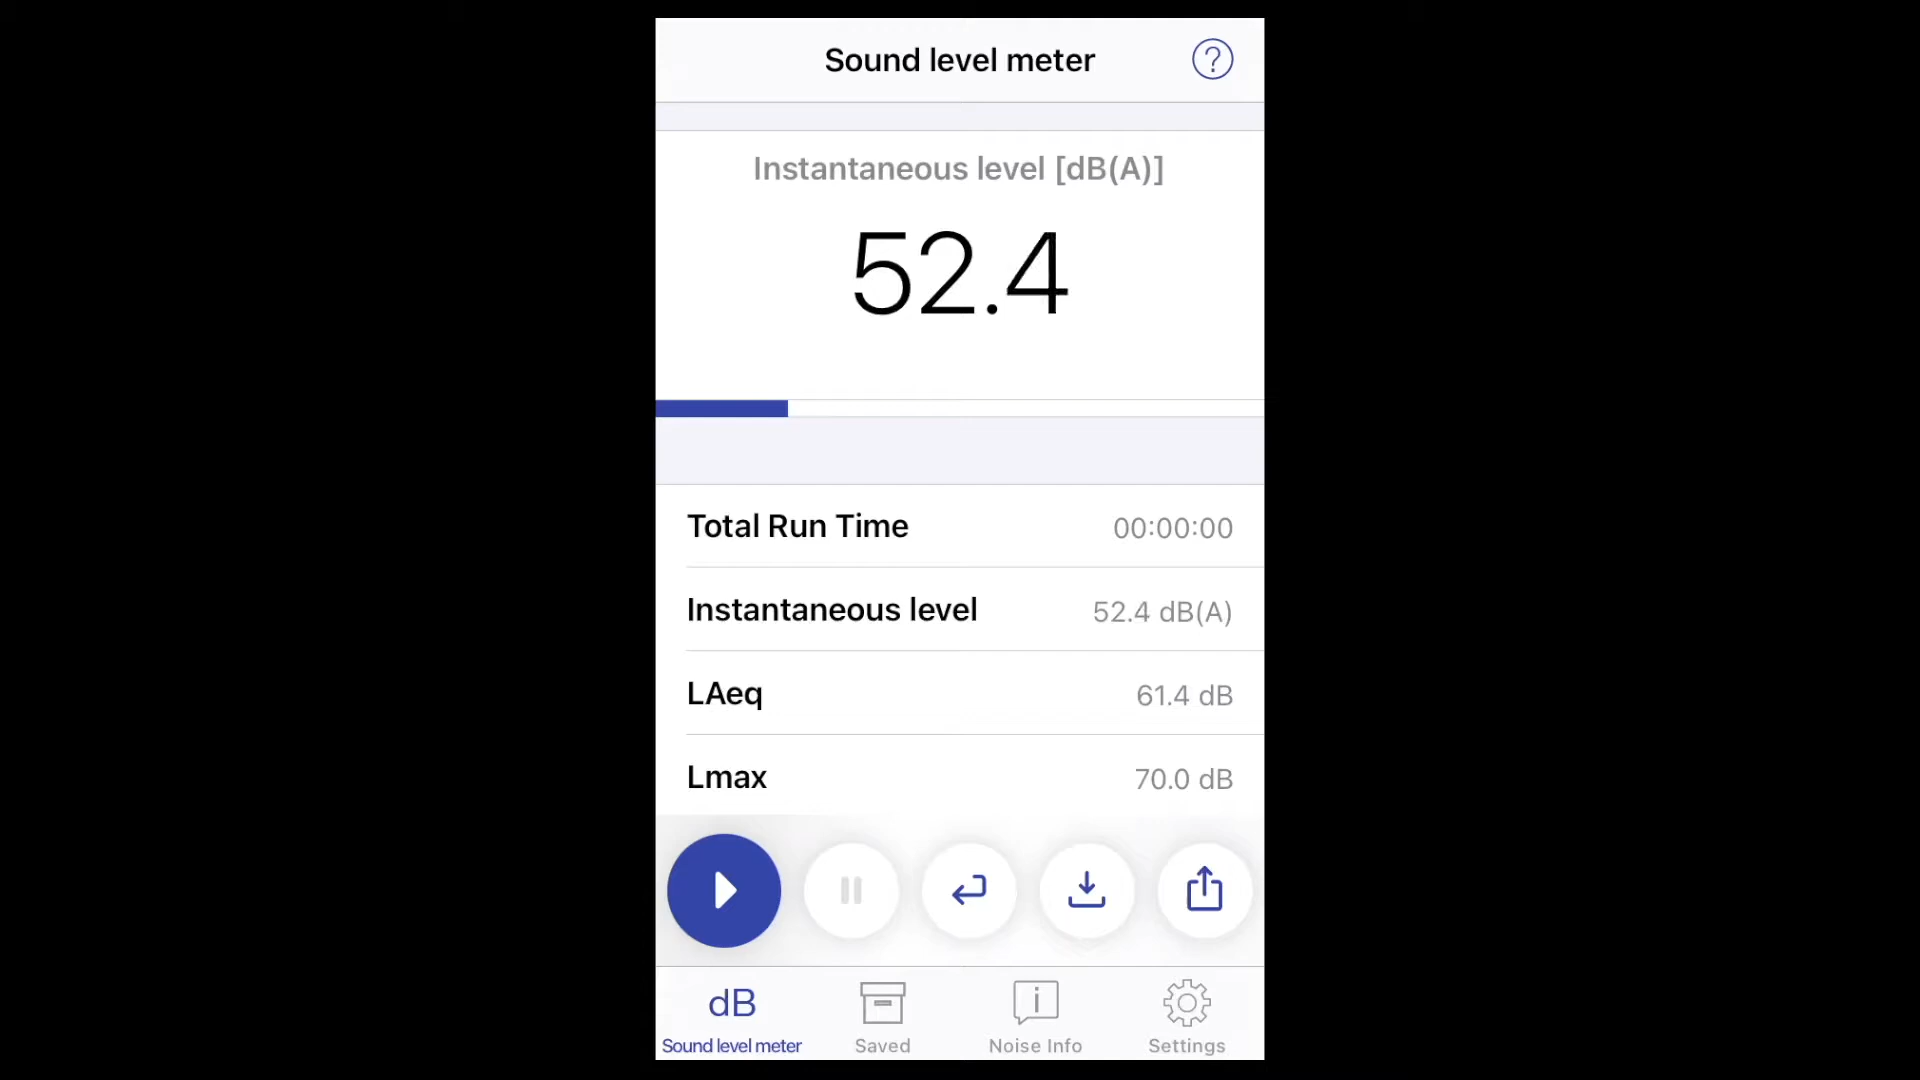 Sound level meter
?
Instantaneous level [dB(A)]
52.4
Total Run Time 00:00:00
Instantaneous level 52.4 dB(A)
LAeq 61.4 dB
Lmax 70.0 dB
dB
i
Sound level meter Saved Noise Info Settings